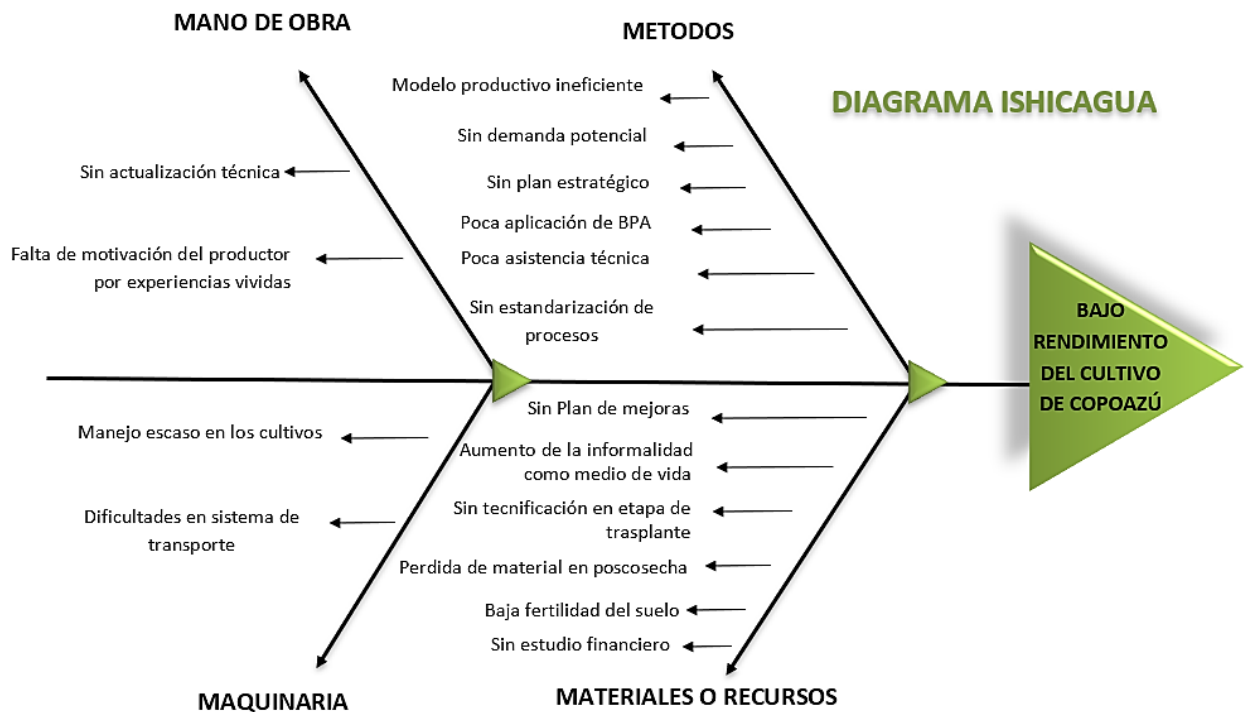 MANO DE OBRA
METODOS
DIAGRAMA ISHICAGUA
Modelo productivo ineficiente
Sin demanda potencial
Sin actualización técnica
Sin plan estratégico
Poca aplicación de BPA
Falta de motivación del productor
por experiencias vividas
Poca asistencia técnica
Sin estandarización de
procesos
BAJO
RENDIMIENTO
DEL CULTIVO
DE COPOAZÚ
Sin Plan de mejoras
Manejo escaso en los cultivos
Aumento de la informalidad
como medio de vida
Sin tecnificación en etapa de
trasplante
Dificultades en sistema de
transporte
Perdida de material en poscosecha
Baja fertilidad del suelo
Sin estudio financiero
MAQUINARIA
MATERIALES O RECURSOS